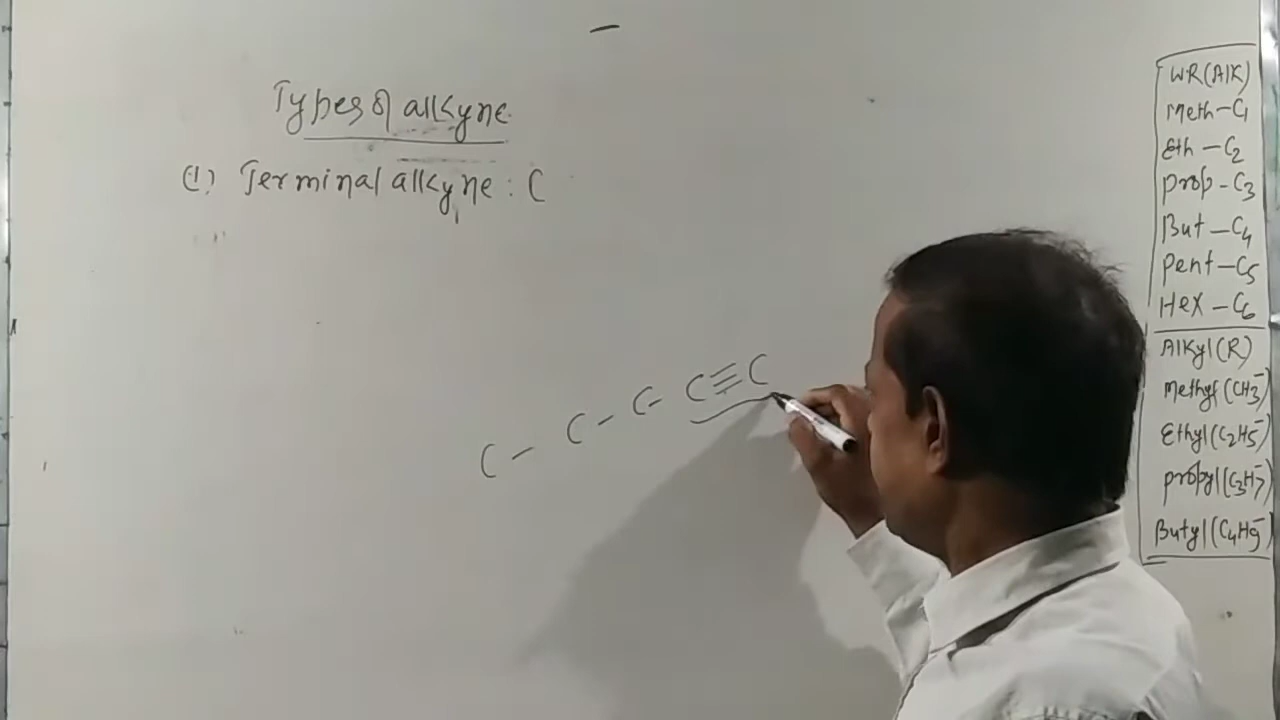 Types of alkyne
(1) Terminal alkyne : C
C - C - C - C≡C
WR(Alk)
Meth-C1
Eth-C2
Prop-C3
But-C4
Pent-C5
Hex-C6
Alkyl(R)
Methyl(CH3-)
Ethyl(C2H5-)
propyl(C3H7-)
Butyl(C4H9-)